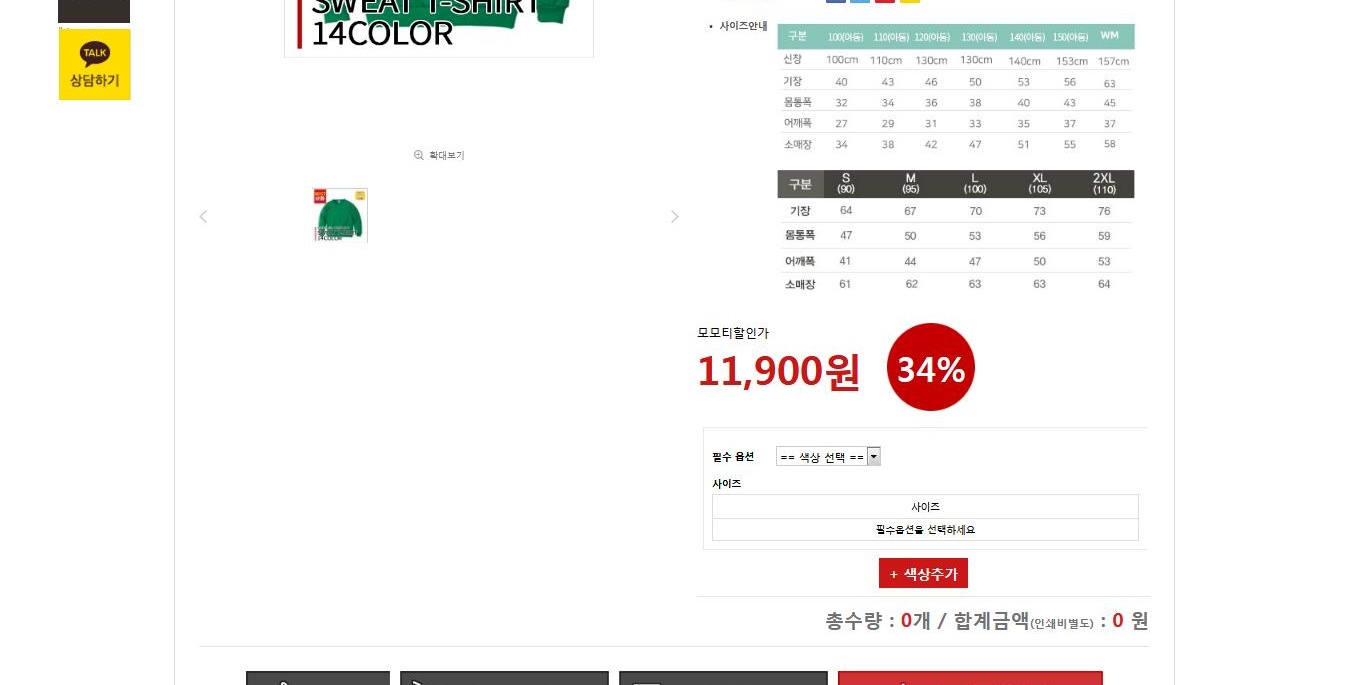 SWEAT T-SHIRT
14COLOR
TALK
상담하기
확대보기
사이즈안내
구분 100(아동) 110(아동) 120(아동) 130(아동) 140(아동) 150(아동) WM
신장 100cm 110cm 130cm 130cm 140cm 153cm 157cm
기장 40 43 46 50 53 56 63
몸통폭 32 34 36 38 40 43 45
어깨폭 27 29 31 33 35 37 37
소매장 34 38 42 47 51 55 58
구분 S (90) M (95) L (100) XL (105) 2XL (110)
기장 64 67 70 73 76
몸통폭 47 50 53 56 59
어깨폭 41 44 47 50 53
소매장 61 62 63 63 64
모모티할인가
11,900원 34%
필수 옵션 == 색상 선택 ==
사이즈
사이즈
필수옵션을 선택하세요
+ 색상추가
총수량 : 0개 / 합계금액(인쇄비별도) : 0 원